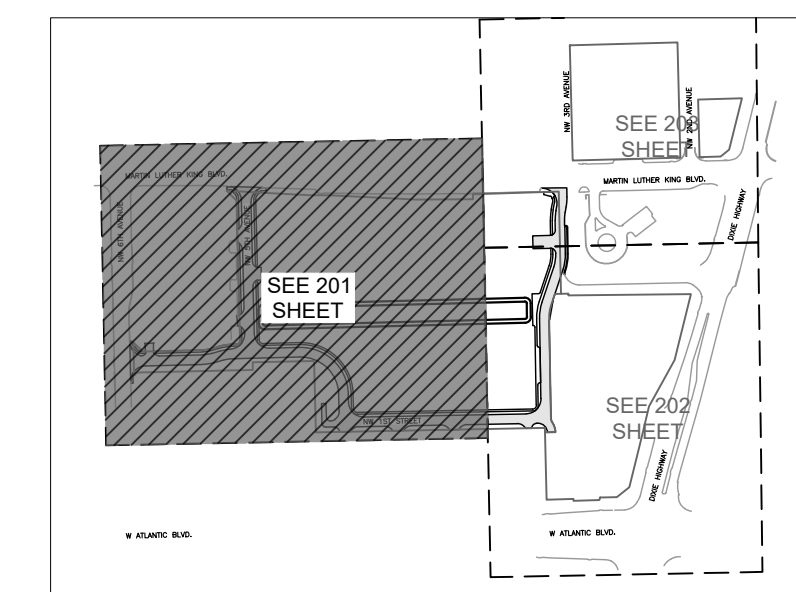 NW 3RD AVENUE
NW 2ND AVENUE
SEE 203
SHEET
MARTIN LUTHER KING BLVD.
MARTIN LUTHER KING BLVD.
NW 6TH AVENUE
NW 5TH AVENUE
DIXIE HIGHWAY
SEE 201
SHEET
SEE 202
SHEET
NW 1ST STREET
DIXIE HIGHWAY
W ATLANTIC BLVD.
W ATLANTIC BLVD.